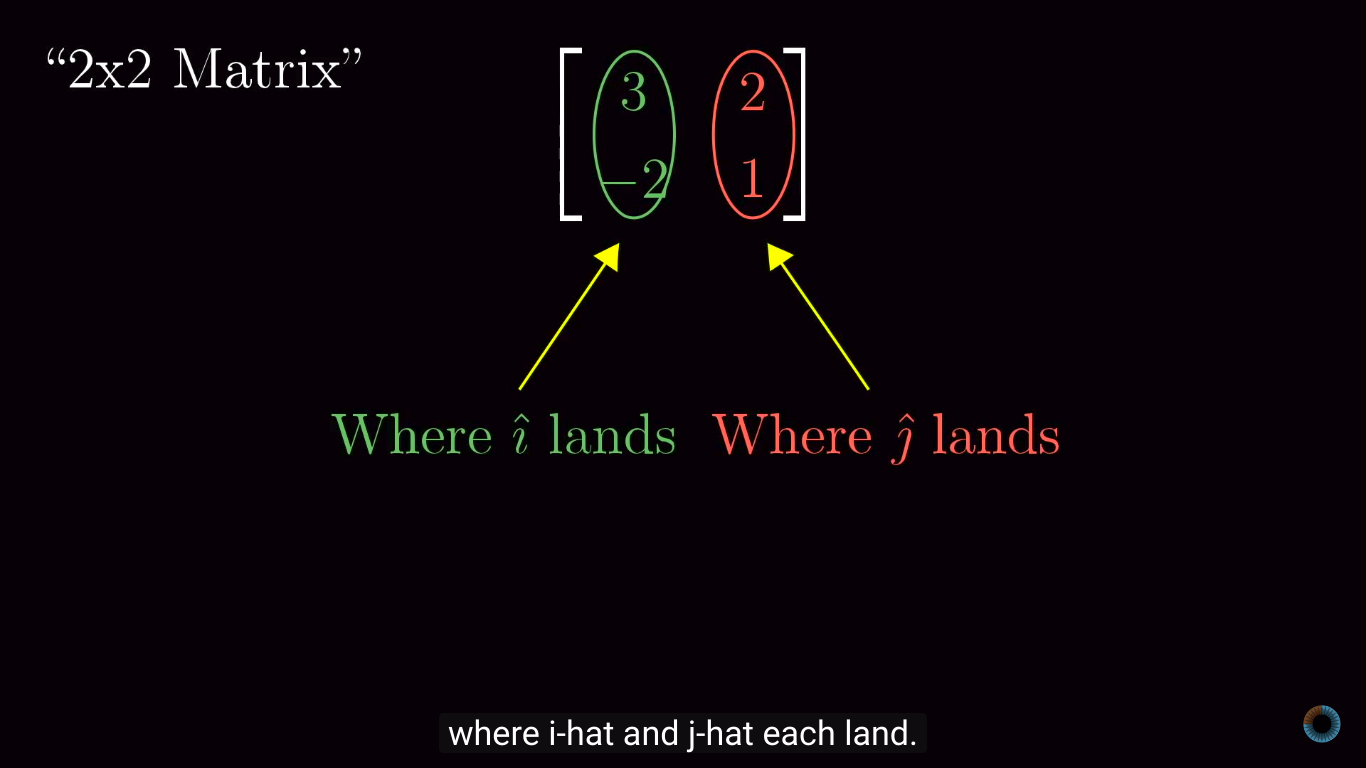 “2x2 Matrix”
3 2
−2 1
Where î lands Where ĵ lands
where i-hat and j-hat each land.